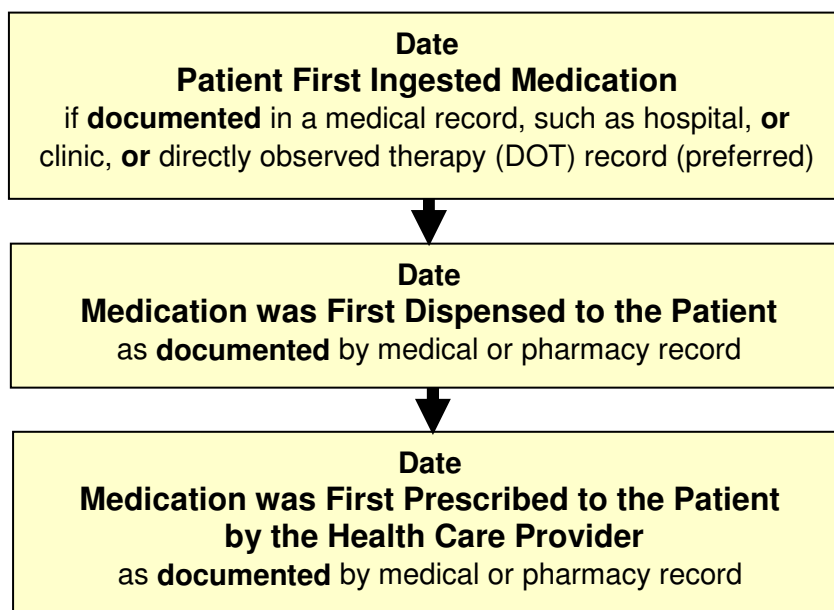 Date
Patient First Ingested Medication
if documented in a medical record, such as hospital, or
clinic, or directly observed therapy (DOT) record (preferred)
Date
Medication was First Dispensed to the Patient
as documented by medical or pharmacy record
Date
Medication was First Prescribed to the Patient
by the Health Care Provider
as documented by medical or pharmacy record